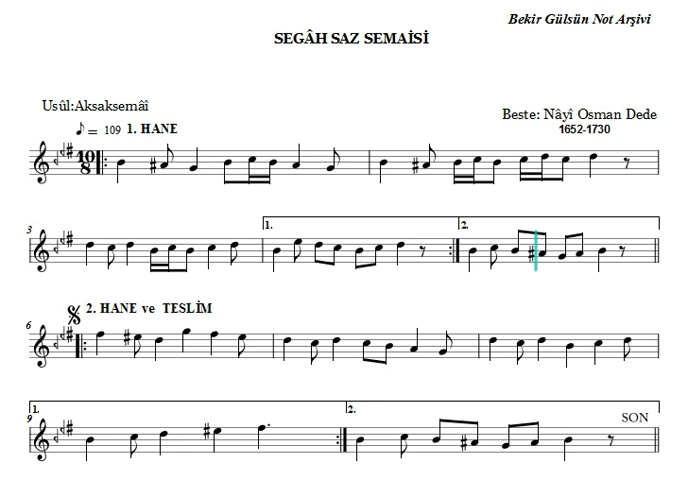 Bekir Gülsün Not Arşivi
SEGÂH SAZ SEMAİSİ
Usûl:Aksaksemâî
Beste: Nâyî Osman Dede
1652-1730
♪ = 109 1. HANE
10
8
3
1.
2.
2. HANE ve TESLİM
6
1.
2.
SON
9